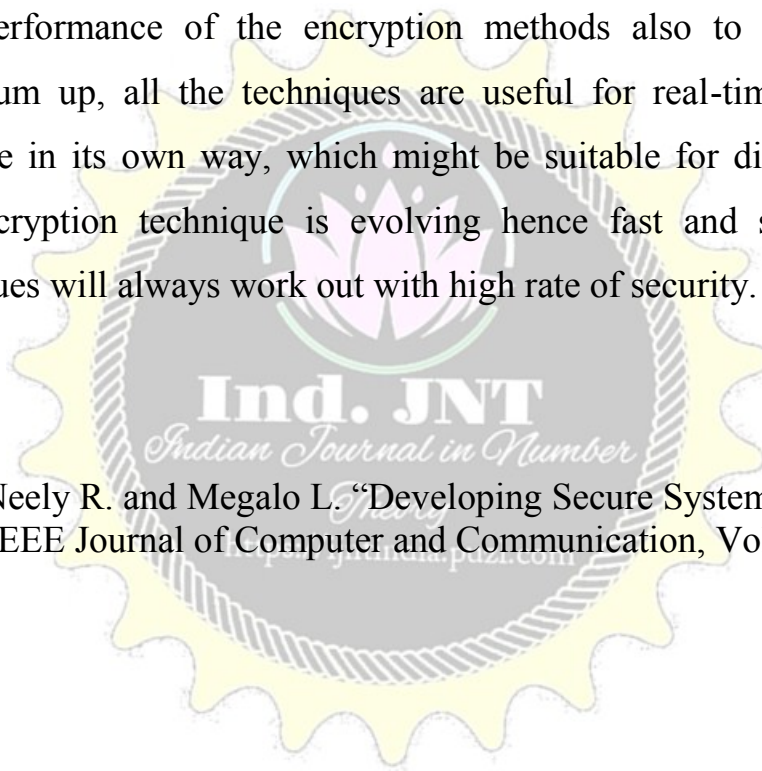 erformance of the encryption methods also to
um up, all the techniques are useful for real-tim
e in its own way, which might be suitable for di
cryption technique is evolving hence fast and s
ues will always work out with high rate of security.
Ind. JNT
Indian Journal in Number
Theory
Neely R. and Megalo L. “Developing Secure System
EEE Journal of Computer and Communication, Vo